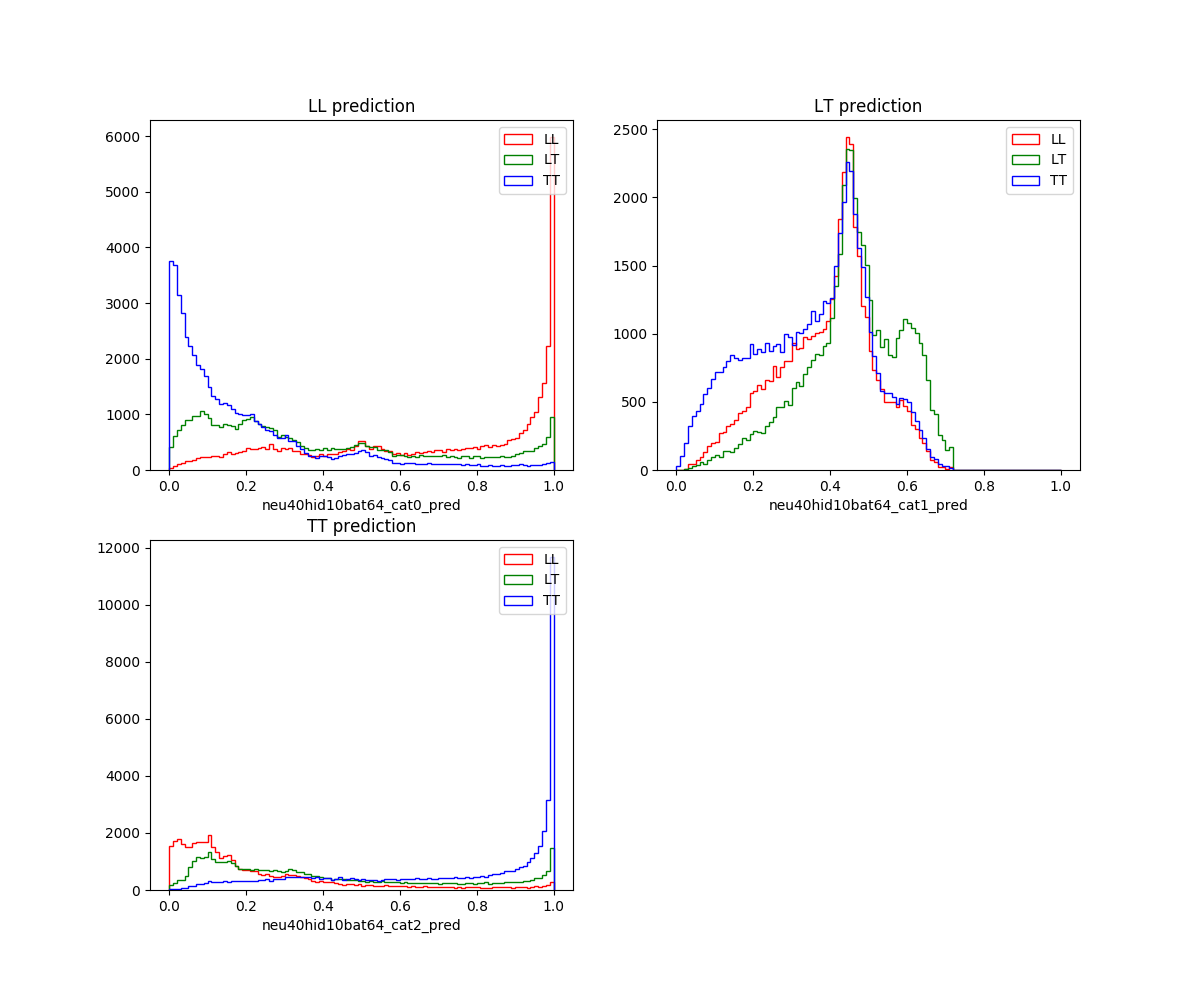 LL prediction
6000
5000
4000
3000
2000
1000
0
0.0 0.2 0.4 0.6 0.8 1.0
neu40hid10bat64_cat0_pred
LL
LT
TT
LT prediction
2500
2000
1500
1000
500
0
0.0 0.2 0.4 0.6 0.8 1.0
neu40hid10bat64_cat1_pred
LL
LT
TT
TT prediction
12000
10000
8000
6000
4000
2000
0
0.0 0.2 0.4 0.6 0.8 1.0
neu40hid10bat64_cat2_pred
LL
LT
TT